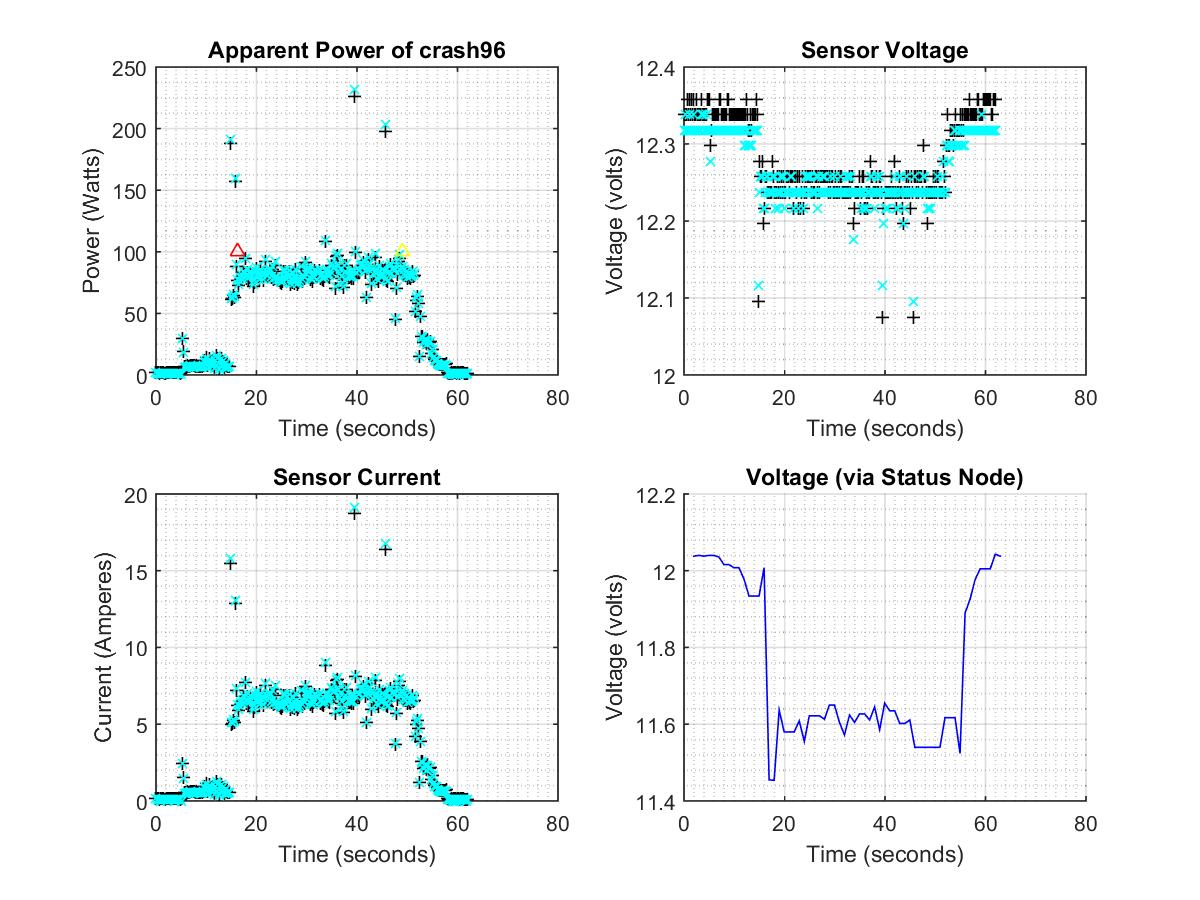 Apparent Power of crash96
250
200
150
100
50
0
Power (Watts)
0 20 40 60 80
Time (seconds)
Sensor Voltage
12.4
12.3
12.2
12.1
12
Voltage (volts)
0 20 40 60 80
Time (seconds)
Sensor Current
20
15
10
5
0
Current (Amperes)
0 20 40 60 80
Time (seconds)
Voltage (via Status Node)
12.2
12
11.8
11.6
11.4
Voltage (volts)
0 20 40 60 80
Time (seconds)